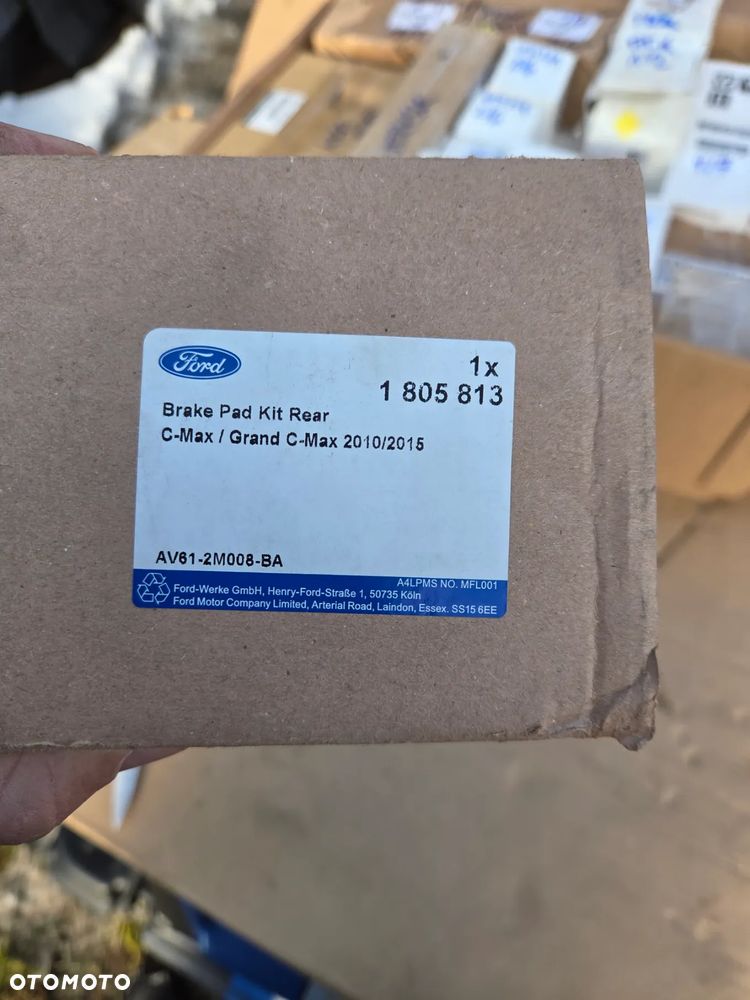 Ford
1x
1 805 813
Brake Pad Kit Rear
C-Max / Grand C-Max 2010/2015
AV61-2M008-BA
A4LPMS NO. MFL001
Ford-Werke GmbH, Henry-Ford-Straße 1, 50735 Köln
Ford Motor Company Limited, Arterial Road, Laindon, Essex. SS15 6EE
OTOMOTO